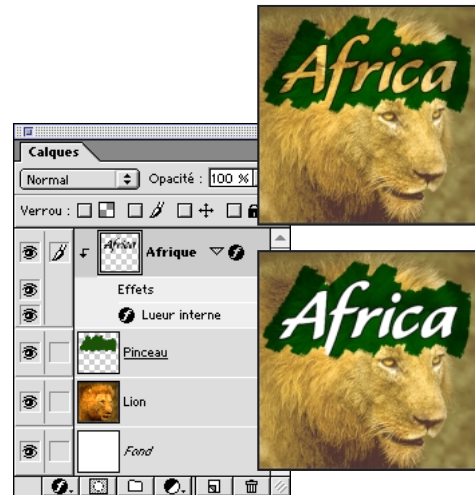 Africa
Calques
Normal Opacité : 100 %
Verrou :
Africa Afrique
Effets
Lueur interne
Pinceau
Lion
Fond
Africa